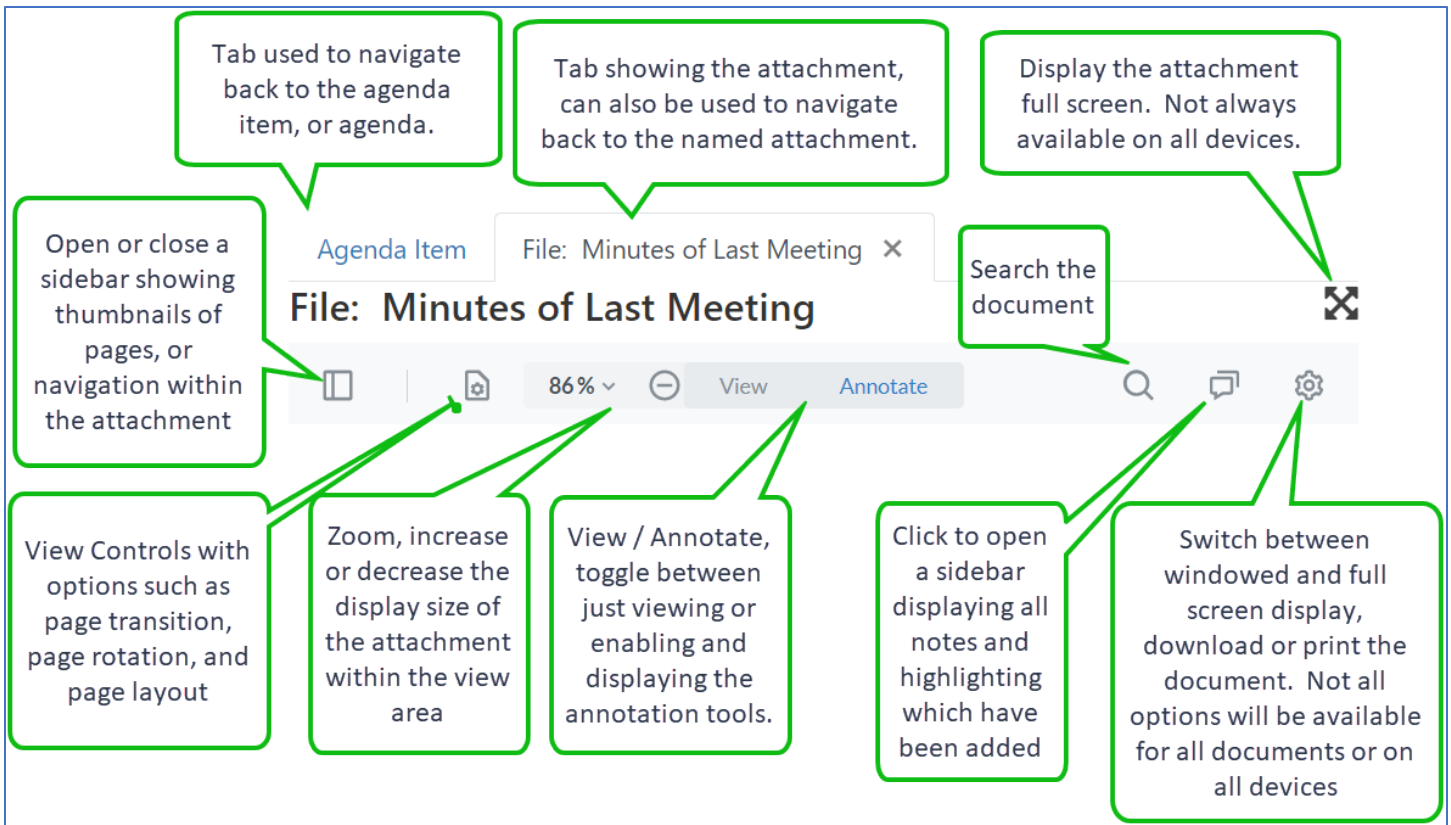 Tab used to navigate
back to the agenda
item, or agenda.
Tab showing the attachment,
can also be used to navigate
back to the named attachment.
Display the attachment
full screen.  Not always
available on all devices.
Open or close a
sidebar showing
thumbnails of
pages, or
navigation within
the attachment
Agenda Item
File:  Minutes of Last Meeting ×
Search the
document
File:  Minutes of Last Meeting
86%
View
Annotate
View Controls with
options such as
page transition,
page rotation, and
page layout
Zoom, increase
or decrease the
display size of
the attachment
within the view
area
View / Annotate,
toggle between
just viewing or
enabling and
displaying the
annotation tools.
Click to open
a sidebar
displaying all
notes and
highlighting
which have
been added
Switch between
windowed and full
screen display,
download or print the
document.  Not all
options will be available
for all documents or on
all devices